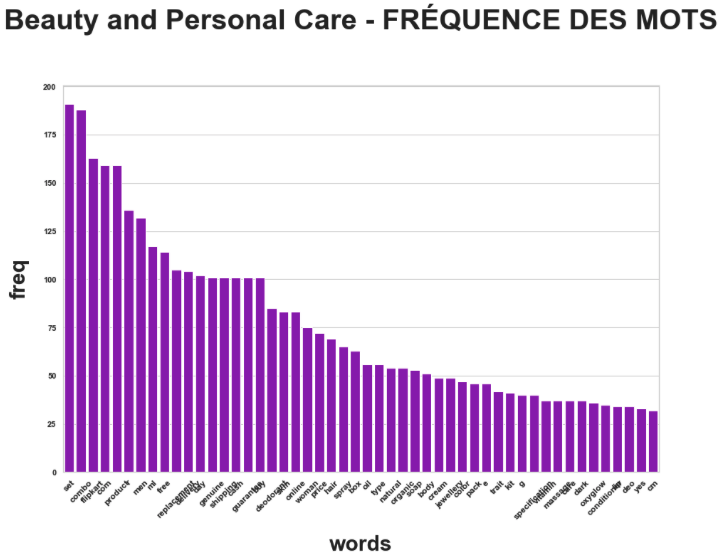 Beauty and Personal Care - FRÉQUENCE DES MOTS
freq
200
175
150
125
100
75
50
25
0
set
combo
flipkart
com
product
r
men
ml
free
replacement
delivery
day
genuine
shipping
cash
guarantee
buy
deodorant
online
woman
price
hair
spray
box
oil
type
natural
organic
soap
body
cream
jewellery
color
pack
e
trait
kit
g
specification
vitamin
massage
care
dark
oxyglow
conditioner
deo
yes
cm
words